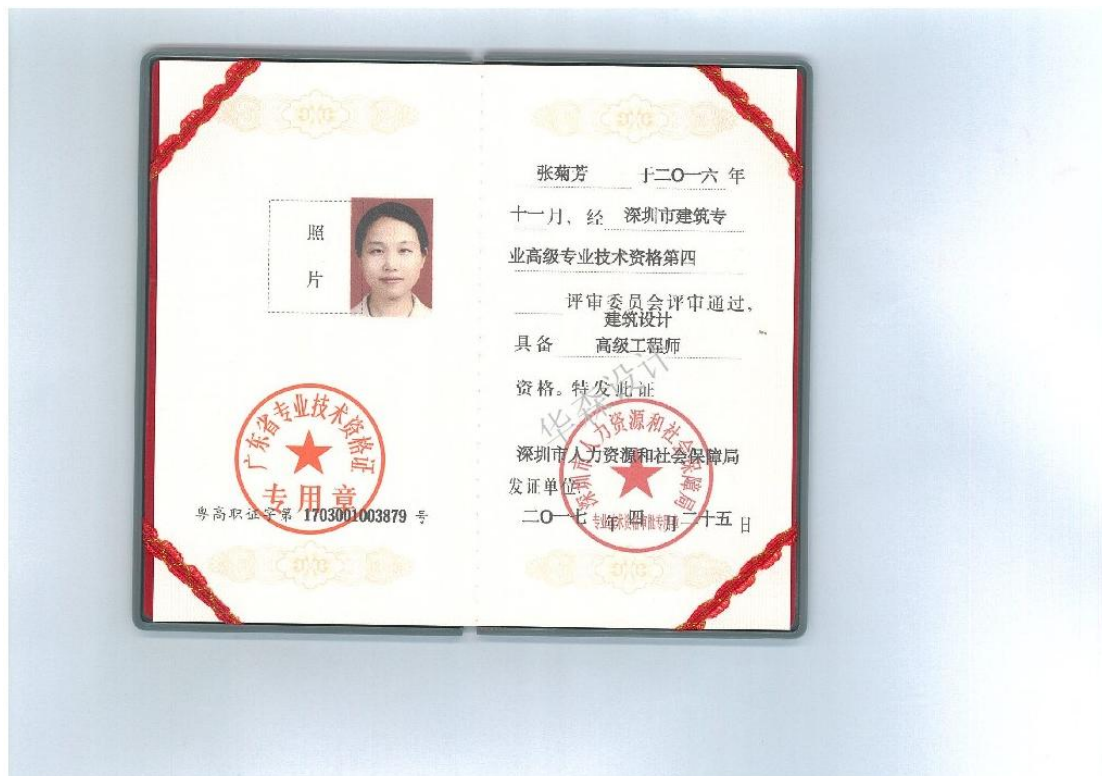 照
片
广东省专业技术资格证
专用章
粤高职证字第 1703001003879 号
张菊芳 于二〇一六 年
十一月，经 深圳市建筑专
业高级专业技术资格第四
评审委员会评审通过，
建筑设计
具备 高级工程师
资格。特发此证
华森设计
深圳市人力资源和社会保障局
发证单位
深圳市人力资源和社会保障局
二〇一七 年 四 月 二十五 日